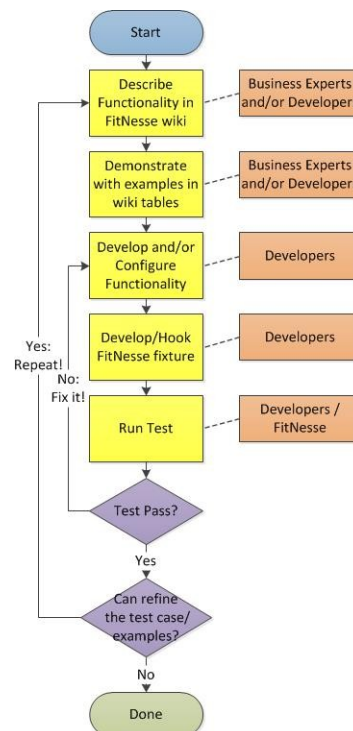 Start
Describe
Functionality in
FitNesse wiki
Business Experts
and/or Developer
Demonstrate
with examples in
wiki tables
Business Experts
and/or Developer
Develop and/or
Configure
Functionality
Developers
Develop/Hook
FitNesse fixture
Developers
Yes:
Repeat!
No:
Fix it!
Run Test
Developers /
FitNesse
Test Pass?
Yes
Can refine
the test case/
examples?
No
Done